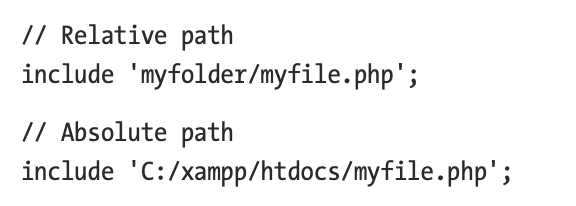 // Relative path
include 'myfolder/myfile.php';
// Absolute path
include 'C:/xampp/htdocs/myfile.php';